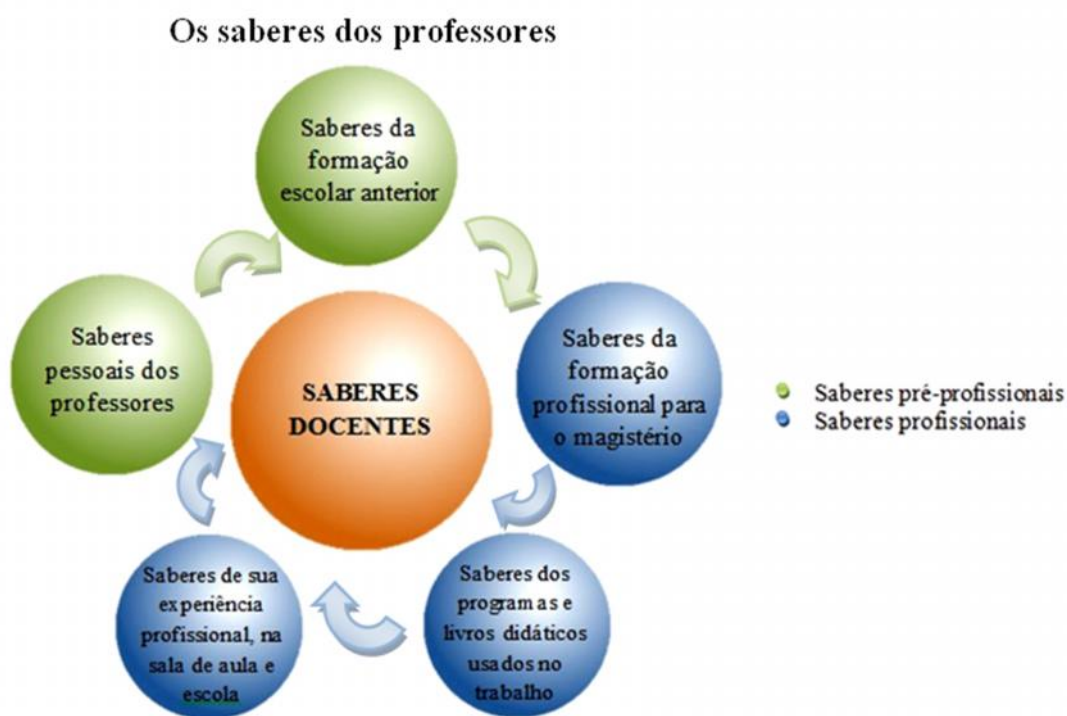 Os saberes dos professores
Saberes da
formação
escolar anterior
Saberes
pessoais dos
professores
SABERES
DOCENTES
Saberes da
formação
profissional para
o magistério
Saberes pré-profissionais
Saberes profissionais
Saberes de sua
experiência
profissional, na
sala de aula e
escola
Saberes dos
programas e
livros didáticos
usados no
trabalho